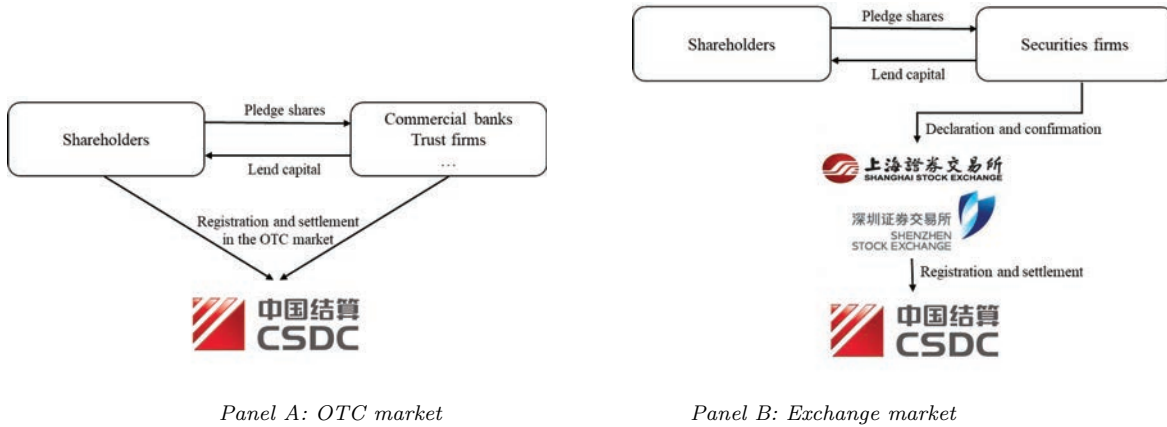 Shareholders
Pledge shares
Lend capital
Commercial banks
Trust firms
...
Registration and settlement
in the OTC market
中国结算
CSDC
Panel A: OTC market
Shareholders
Pledge shares
Lend capital
Securities firms
Declaration and confirmation
上海證券交易所
SHANGHAI STOCK EXCHANGE
深圳证券交易所
SHENZHEN
STOCK EXCHANGE
Registration and settlement
中国结算
CSDC
Panel B: Exchange market